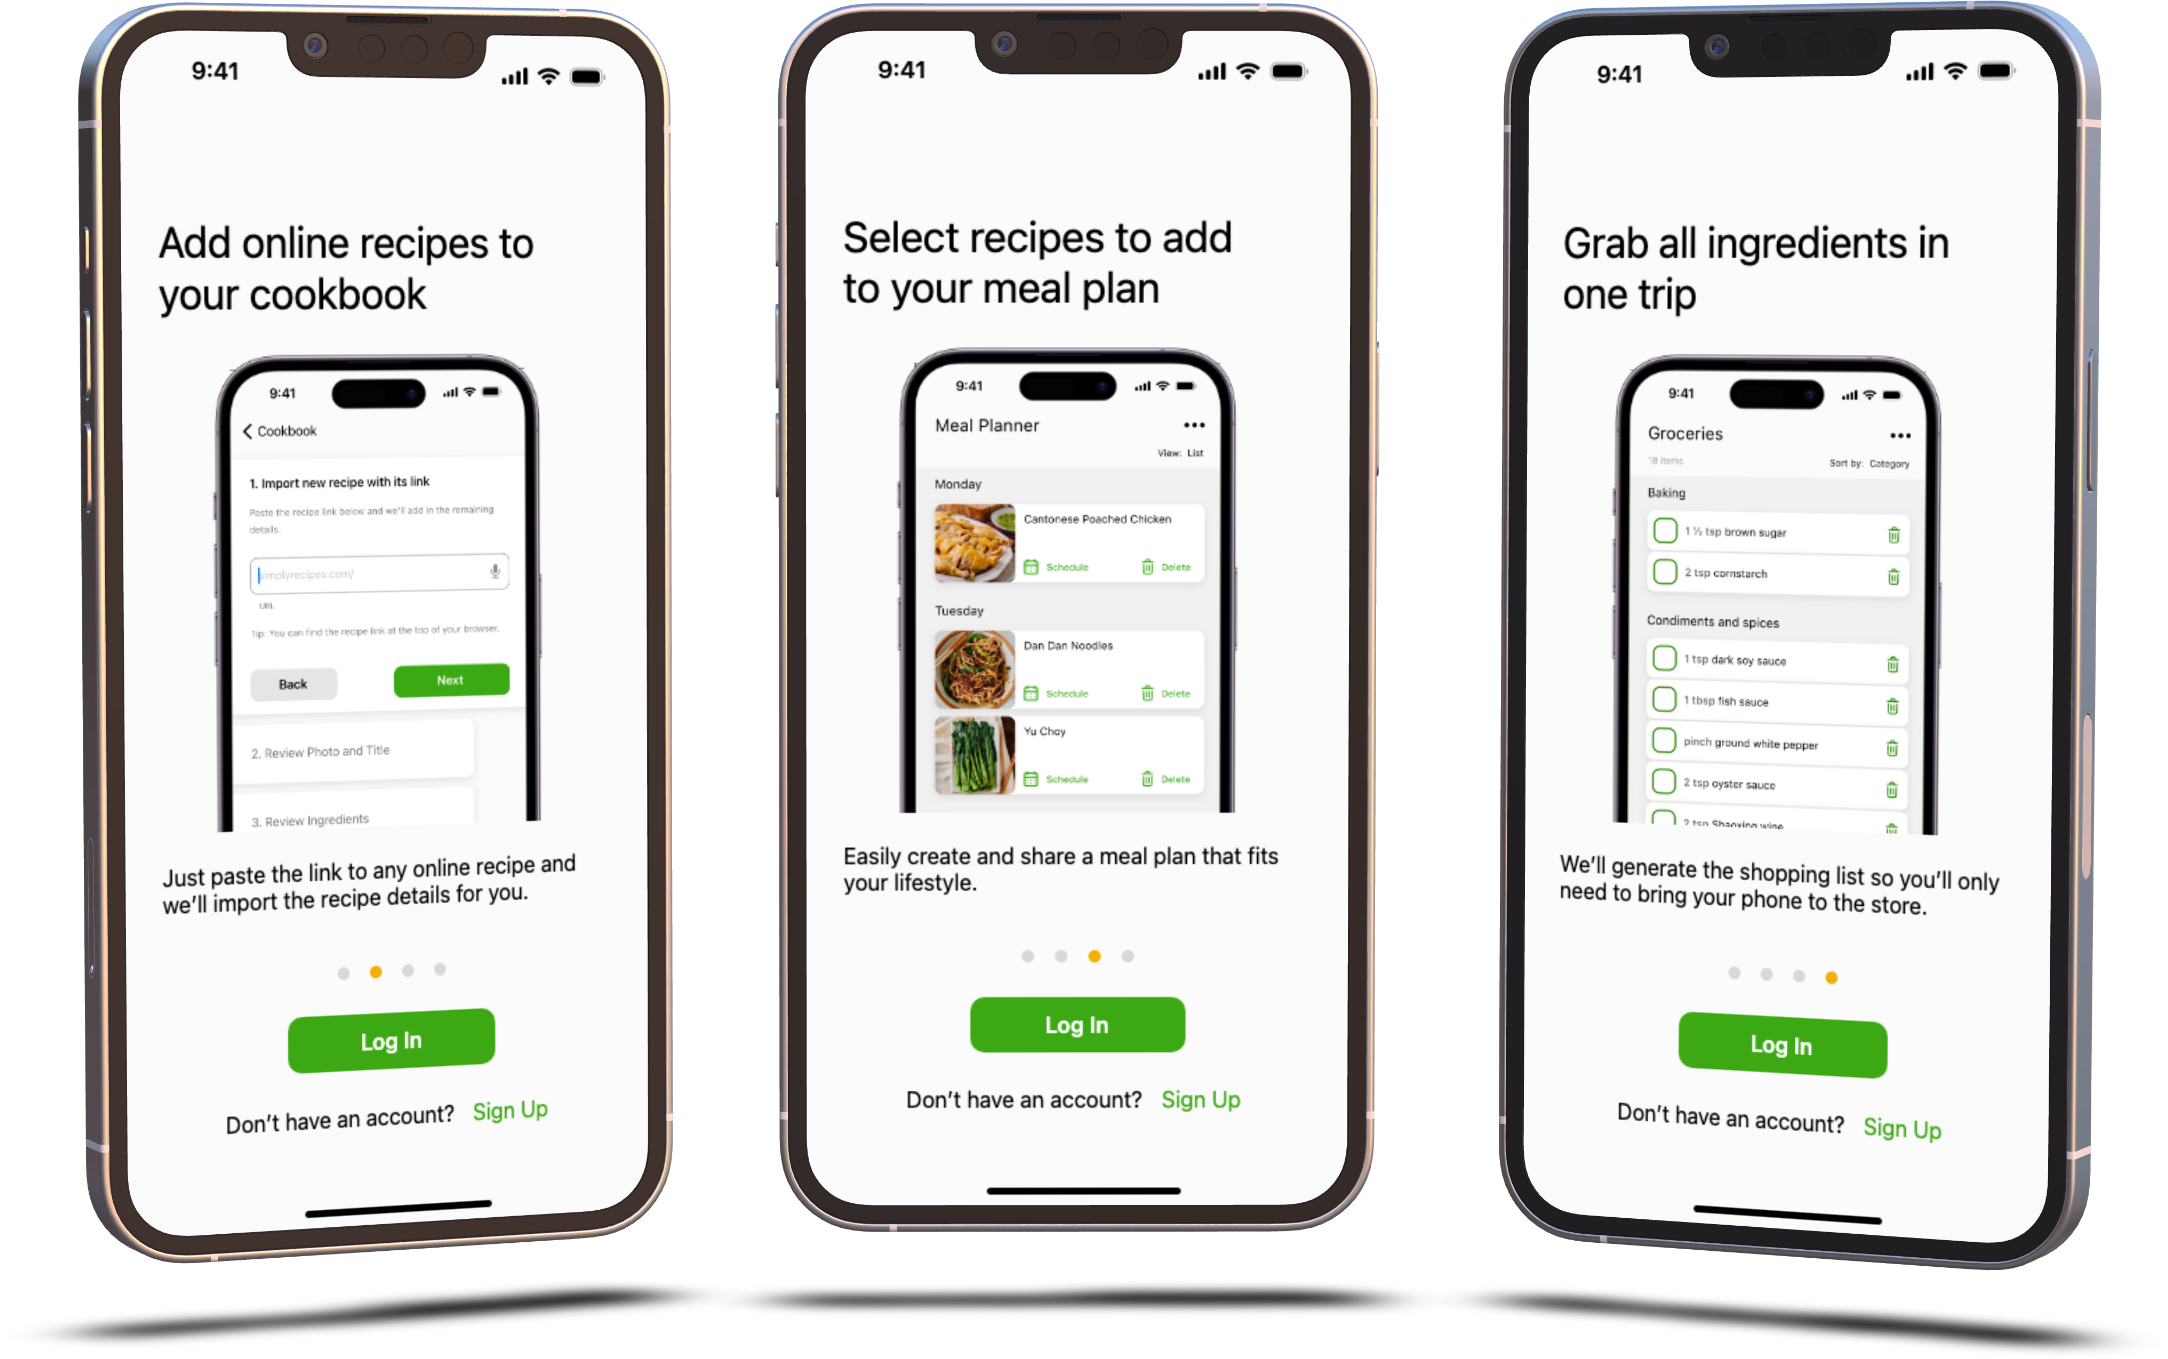 9:41
Add online recipes to
your cookbook
9:41
Cookbook
1. Import new recipe with its link
Paste the recipe link below and we'll add in the remaining
details.
simplyrecipes.com/
URL
Tip: You can find the recipe link at the top of your browser.
Back
Next
2. Review Photo and Title
3. Review Ingredients
Just paste the link to any online recipe and
we'll import the recipe details for you.
Log In
Don't have an account? Sign Up
9:41
Select recipes to add
to your meal plan
9:41
Meal Planner
View: List
Monday
Cantonese Poached Chicken
Schedule Delete
Tuesday
Dan Dan Noodles
Schedule Delete
Yu Choy
Schedule Delete
Easily create and share a meal plan that fits
your lifestyle.
Log In
Don't have an account? Sign Up
9:41
Grab all ingredients in
one trip
9:41
Groceries
18 items
Sort by: Category
Baking
1 ½ tsp brown sugar
2 tsp cornstarch
Condiments and spices
1 tsp dark soy sauce
1 tbsp fish sauce
pinch ground white pepper
2 tsp oyster sauce
2 tsp Shaoxing wine
We'll generate the shopping list so you'll only
need to bring your phone to the store.
Log In
Don't have an account? Sign Up